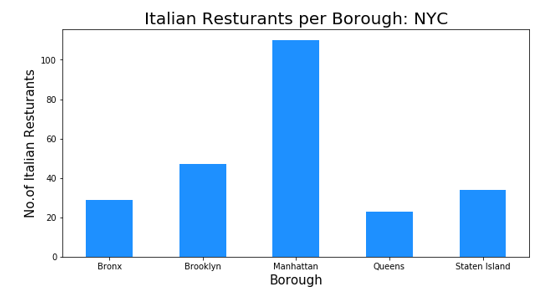 Italian Resturants per Borough: NYC
No.of Italian Resturants
100
80
60
40
20
0
Bronx Brooklyn Manhattan Queens Staten Island
Borough